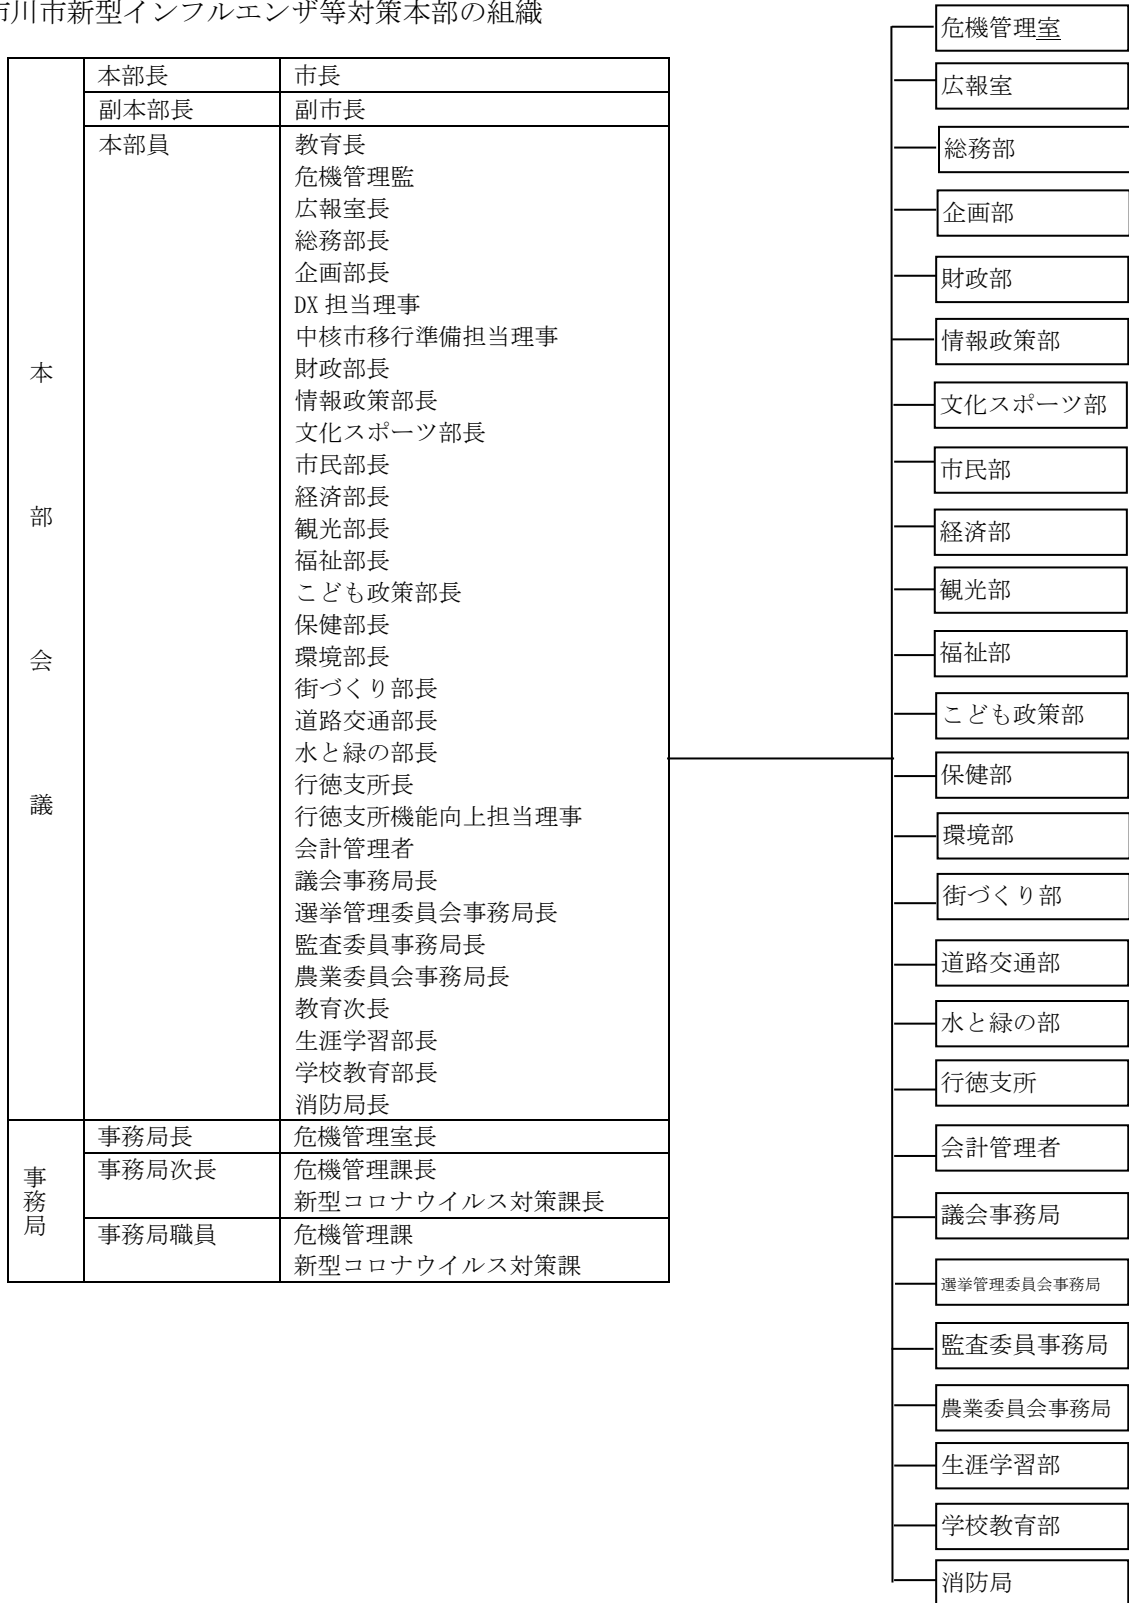 市川市新型インフルエンザ等対策本部の組織
本部会議
本部長 市長
副本部長 副市長
本部員 教育長
危機管理監
広報室長
総務部長
企画部長
DX 担当理事
中核市移行準備担当理事
財政部長
情報政策部長
文化スポーツ部長
市民部長
経済部長
観光部長
福祉部長
こども政策部長
保健部長
環境部長
街づくり部長
道路交通部長
水と緑の部長
行徳支所長
行徳支所機能向上担当理事
会計管理者
議会事務局長
選挙管理委員会事務局長
監査委員事務局長
農業委員会事務局長
教育次長
生涯学習部長
学校教育部長
消防局長
事務局
事務局長 危機管理室長
事務局次長 危機管理課長
新型コロナウイルス対策課長
事務局職員 危機管理課
新型コロナウイルス対策課
危機管理室
広報室
総務部
企画部
財政部
情報政策部
文化スポーツ部
市民部
経済部
観光部
福祉部
こども政策部
保健部
環境部
街づくり部
道路交通部
水と緑の部
行徳支所
会計管理者
議会事務局
選挙管理委員会事務局
監査委員事務局
農業委員会事務局
生涯学習部
学校教育部
消防局